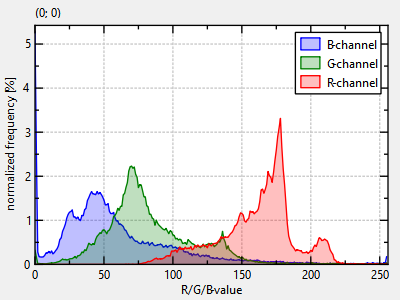 (0; 0)
5
4
3
2
1
0
normalized frequency [%]
B-channel
G-channel
R-channel
0 50 100 150 200 250
R/G/B-value